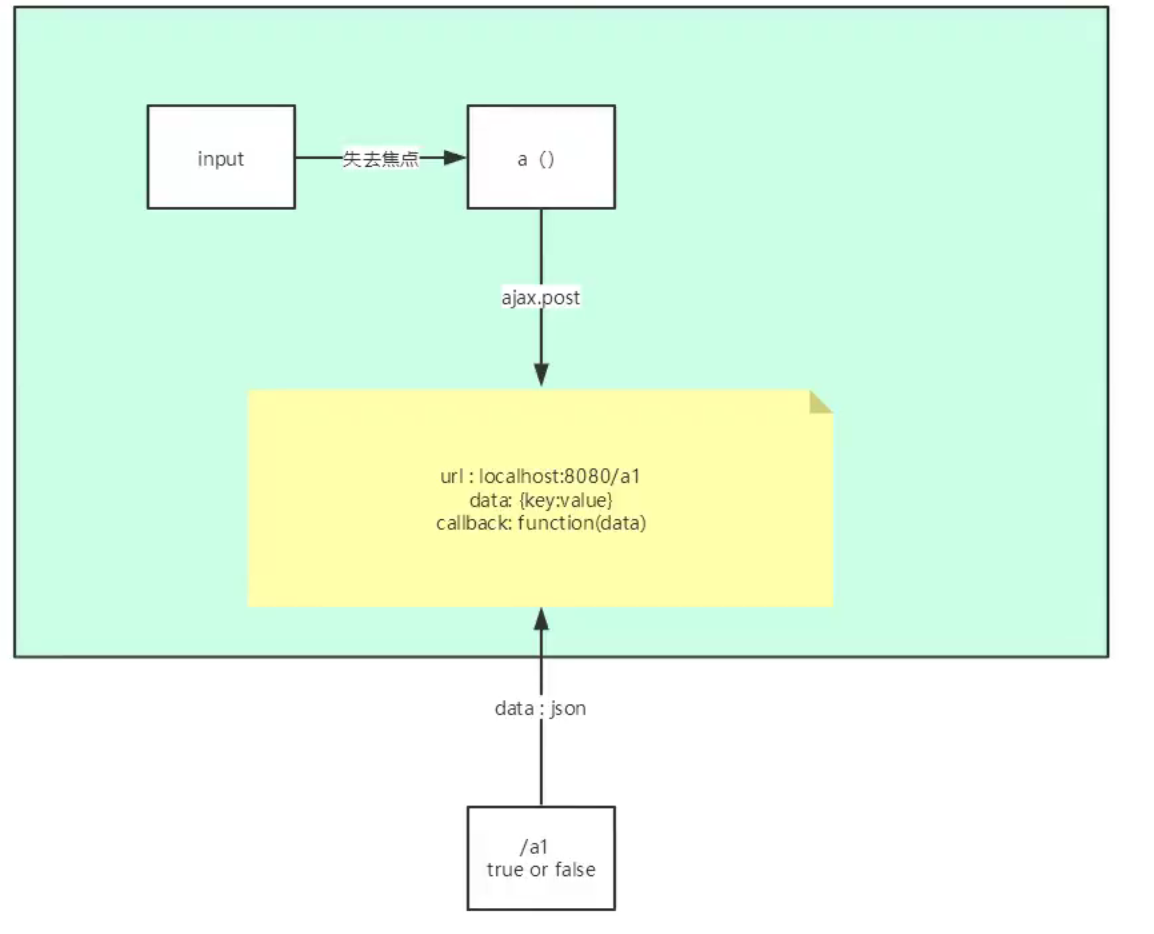 input
失去焦点
a（）
ajax.post
url : localhost:8080/a1
data: {key:value}
callback: function(data)
data : json
/a1
true or false